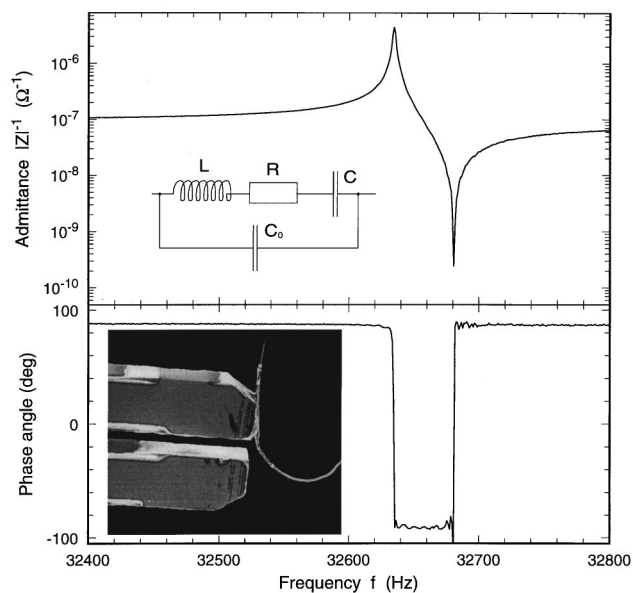 Admittance |Z|⁻¹ (Ω⁻¹)
10⁻⁶
10⁻⁷
10⁻⁸
10⁻⁹
10⁻¹⁰
L
R
C
C₀
Phase angle (deg)
100
0
-100
32400
32500
32600
32700
32800
Frequency f (Hz)